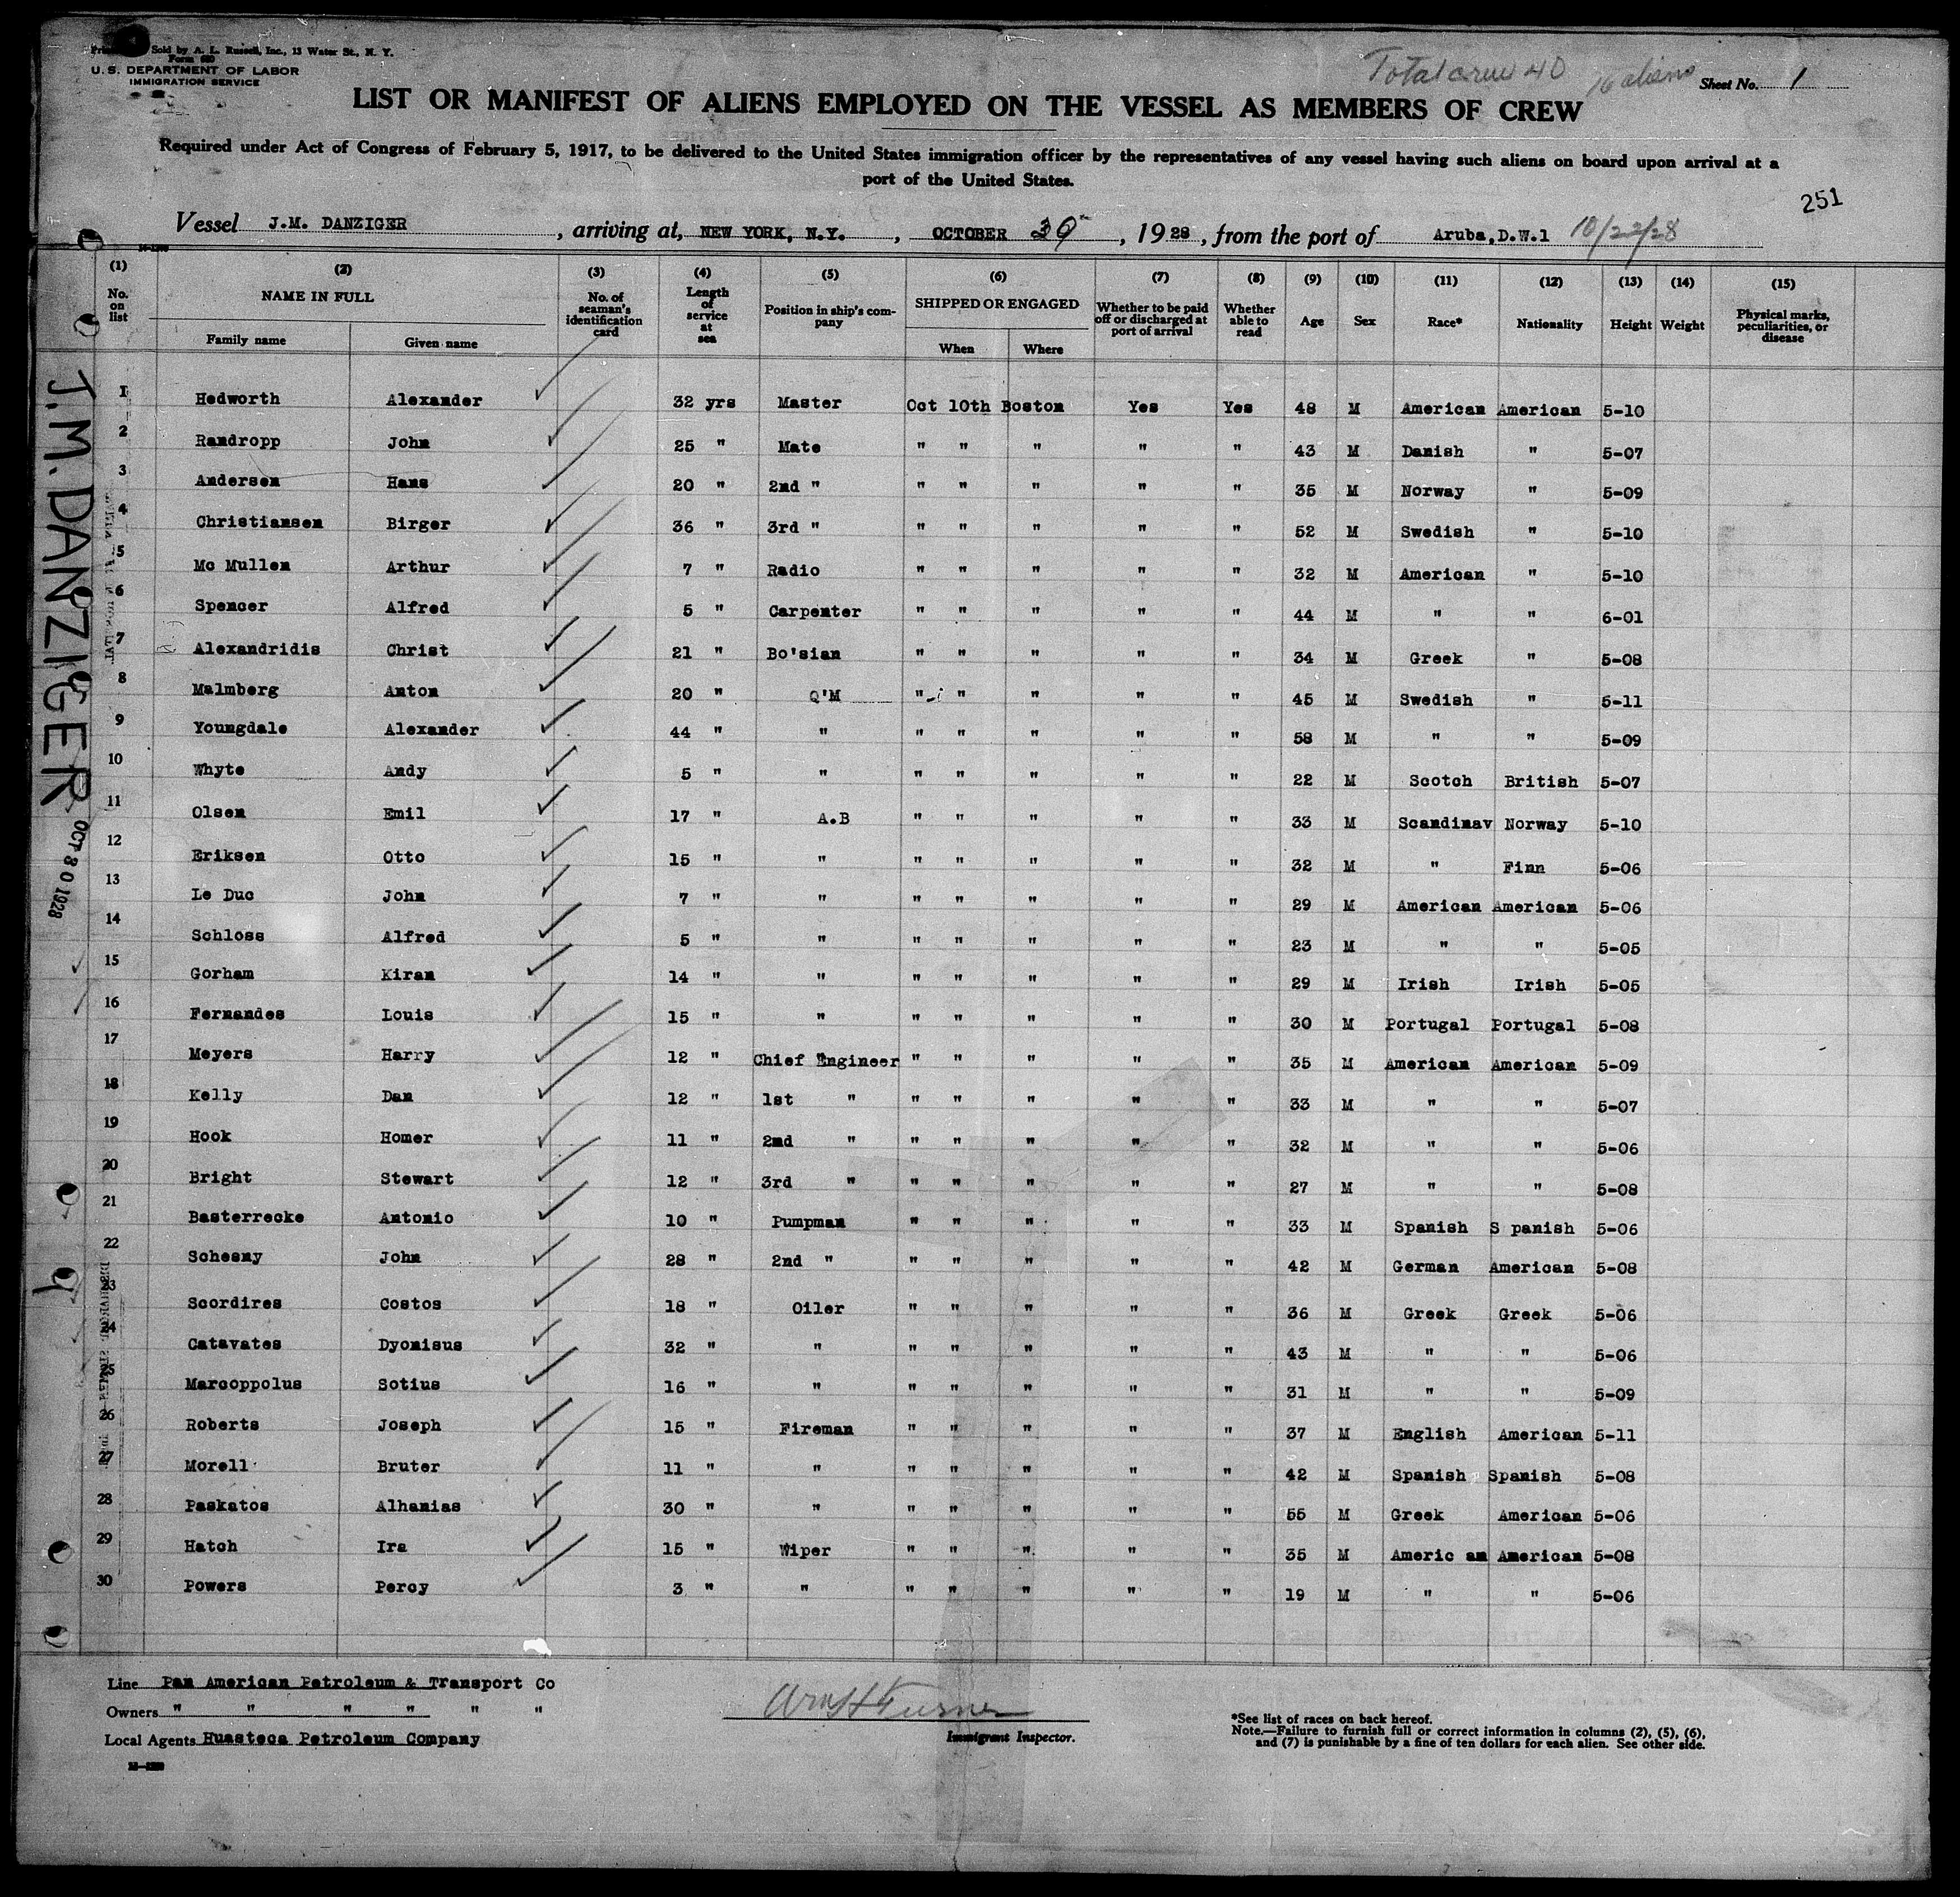 Sold by A. L. Russell, Inc., 13 Water St., N. Y.
Form 680
U. S. DEPARTMENT OF LABOR
IMMIGRATION SERVICE
Total crew 40 16 aliens Sheet No. 1
LIST OR MANIFEST OF ALIENS EMPLOYED ON THE VESSEL AS MEMBERS OF CREW
Required under Act of Congress of February 5, 1917, to be delivered to the United States immigration officer by the representatives of any vessel having such aliens on board upon arrival at a
port of the United States.
251
Vessel J.M. DANZIGER, arriving at, NEW YORK, N.Y., OCTOBER 30, 1928, from the port of Aruba,D.W.1 10/22/28
(1) (2) (3) (4) (5) (6) (7) (8) (9) (10) (11) (12) (13) (14) (15)
No. on list NAME IN FULL No. of seaman's identification card Length of service at sea Position in ship's company SHIPPED OR ENGAGED Whether to be paid off or discharged at port of arrival Whether able to read Age Sex Race* Nationality Height Weight Physical marks, peculiarities, or disease
Family name Given name When Where
1 Hedworth Alexander 32 yrs Master Oct 10th Boston Yes Yes 48 M American American 5-10
2 Randropp John 25 " Mate " " " " " 43 M Danish " 5-07
3 Andersen Hans 20 " 2nd " " " " " " 35 M Norway " 5-09
4 Christiansen Birger 36 " 3rd " " " " " " 52 M Swedish " 5-10
5 Mc Mullen Arthur 7 " Radio " " " " " 32 M American " 5-10
6 Spencer Alfred 5 " Carpenter " " " " " 44 M " " 6-01
7 Alexandridis Christ 21 " Bo'sian " " " " " 34 M Greek " 5-08
8 Malmberg Anton 20 " Q'M " " " " " 45 M Swedish " 5-11
9 Youngdale Alexander 44 " " " " " " " 58 M " " 5-09
10 Whyte Andy 5 " " " " " " " 22 M Scotch British 5-07
11 Olsen Emil 17 " A.B " " " " " 33 M Scandinav Norway 5-10
12 Eriksen Otto 15 " " " " " " " 32 M " Finn 5-06
13 Le Duc John 7 " " " " " " " 29 M American American 5-06
14 Schloss Alfred 5 " " " " " " " 23 M " " 5-05
15 Gorham Kiran 14 " " " " " " " 29 M Irish Irish 5-05
16 Fernandes Louis 15 " " " " " " " 30 M Portugal Portugal 5-08
17 Meyers Harry 12 " Chief Engineer " " " " " 35 M American American 5-09
18 Kelly Dan 12 " 1st " " " " " " 33 M " " 5-07
19 Hook Homer 11 " 2nd " " " " " " 32 M " " 5-06
20 Bright Stewart 12 " 3rd " " " " " " 27 M " " 5-08
21 Basterrecke Antonio 10 " Pumpman " " " " " 33 M Spanish S panish 5-06
22 Schesny John 28 " 2nd " " " " " " 42 M German American 5-08
23 Scordires Costos 18 " Oiler " " " " " 36 M Greek Greek 5-06
24 Catavates Dyonisus 32 " " " " " " " 43 M " " 5-06
25 Marcoppolus Sotius 16 " " " " " " " 31 M " " 5-09
26 Roberts Joseph 15 " Fireman " " " " " 37 M English American 5-11
27 Morell Bruter 11 " " " " " " " 42 M Spanish Spanish 5-08
28 Paskatos Alhanias 30 " " " " " " " 55 M Greek American 5-06
29 Hatch Ira 15 " Wiper " " " " " 35 M Americ an American 5-08
30 Powers Percy 3 " " " " " " " 19 M " " 5-06
J.M. DANZIGER
OCT 30 1928
Line Pan American Petroleum & Transport Co
Owners " " " " " "
Local Agents Huasteca Petroleum Company
Immigrant Inspector.
*See list of races on back hereof.
Note.—Failure to furnish full or correct information in columns (2), (5), (6),
and (7) is punishable by a fine of ten dollars for each alien. See other side.